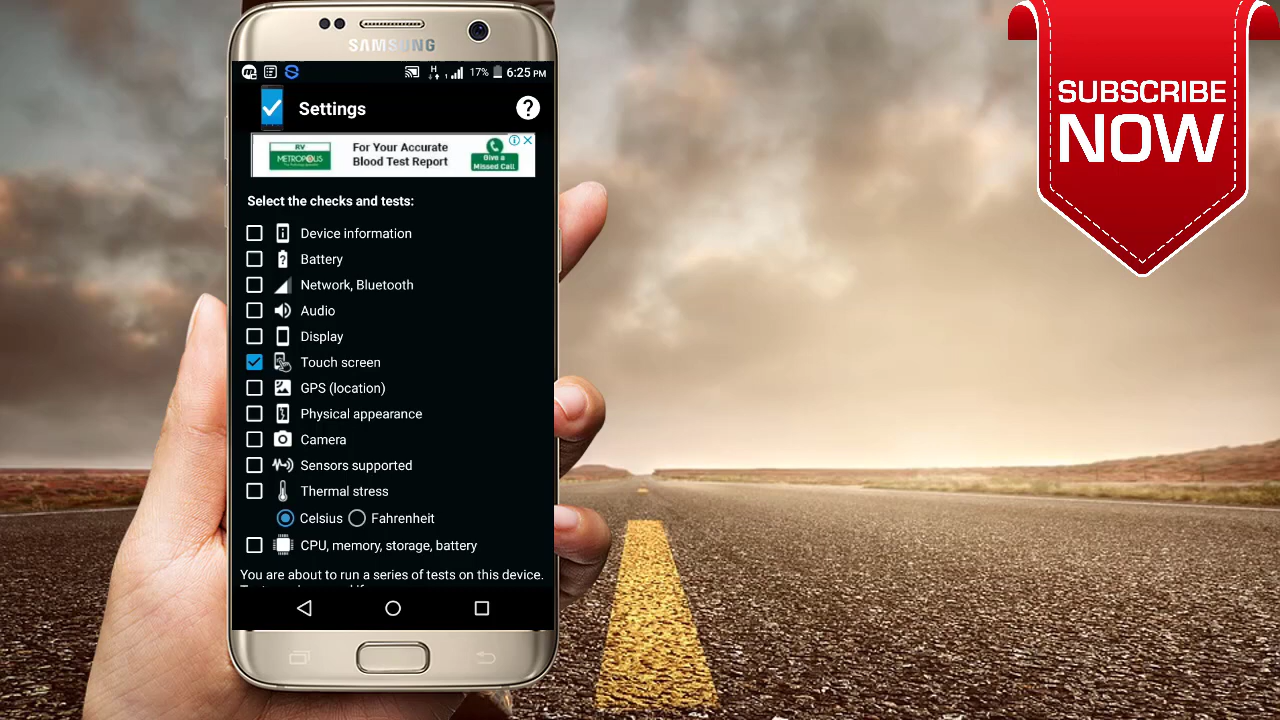 SAMSUNG
17% 6:25 PM
Settings
RV
METROPOLIS
For Your Accurate
Blood Test Report
Give a
Missed Call
Select the checks and tests:
Device information
Battery
Network, Bluetooth
Audio
Display
Touch screen
GPS (location)
Physical appearance
Camera
Sensors supported
Thermal stress
Celsius Fahrenheit
CPU, memory, storage, battery
You are about to run a series of tests on this device.
SUBSCRIBE
NOW